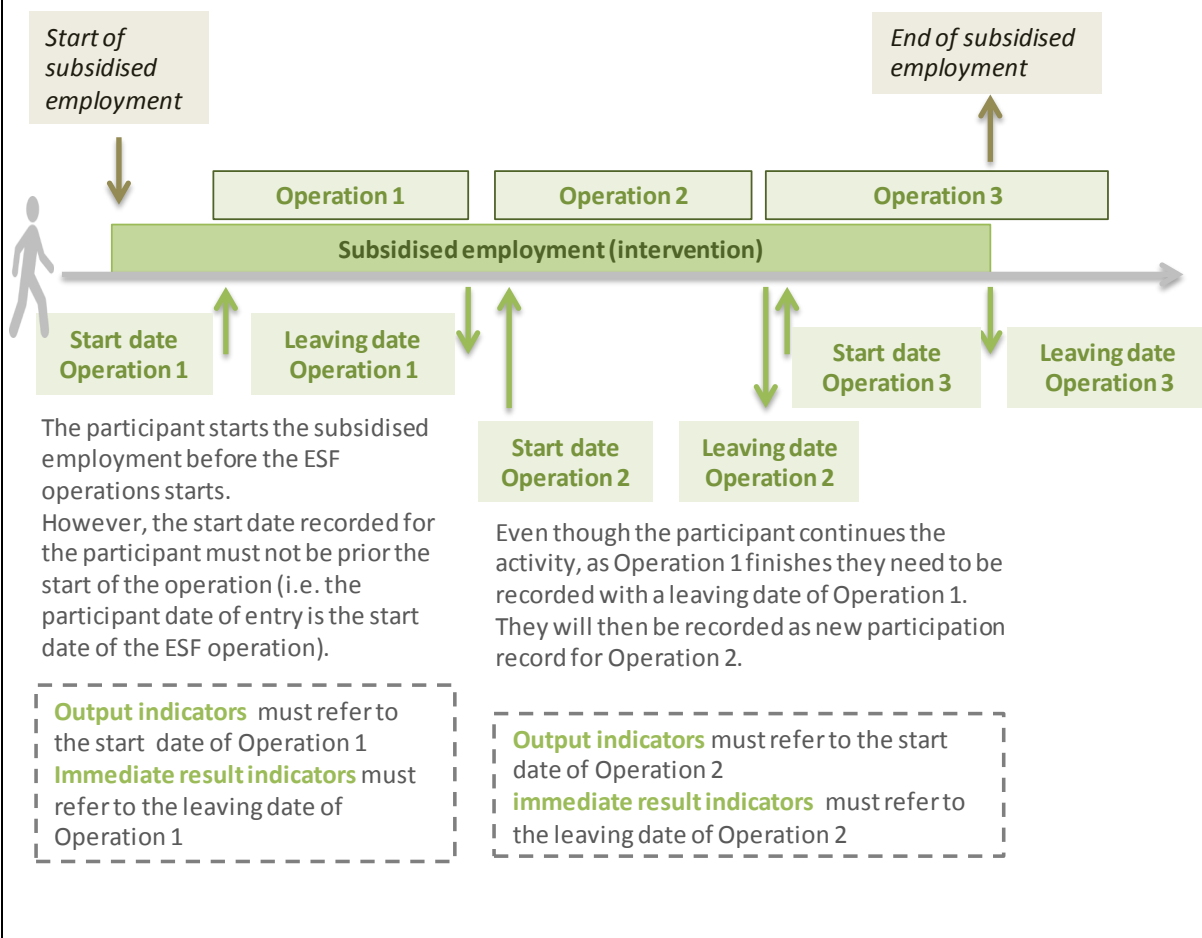 Start of
subsidised
employment
End of subsidised
employment
Operation 1
Operation 2
Operation 3
Subsidised employment (intervention)
Start date
Operation 1
Leaving date
Operation 1
Start date
Operation 3
Leaving date
Operation 3
Start date
Operation 2
Leaving date
Operation 2
The participant starts the subsidised
employment before the ESF
operations starts.
However, the start date recorded for
the participant must not be prior the
start of the operation (i.e. the
participant date of entry is the start
date of the ESF operation).
Even though the participant continues the
activity, as Operation 1 finishes they need to be
recorded with a leaving date of Operation 1.
They will then be recorded as new participation
record for Operation 2.
Output indicators must refer to
the start date of Operation 1
Immediate result indicators must
refer to the leaving date of
Operation 1
Output indicators must refer to the start
date of Operation 2
immediate result indicators must refer to
the leaving date of Operation 2